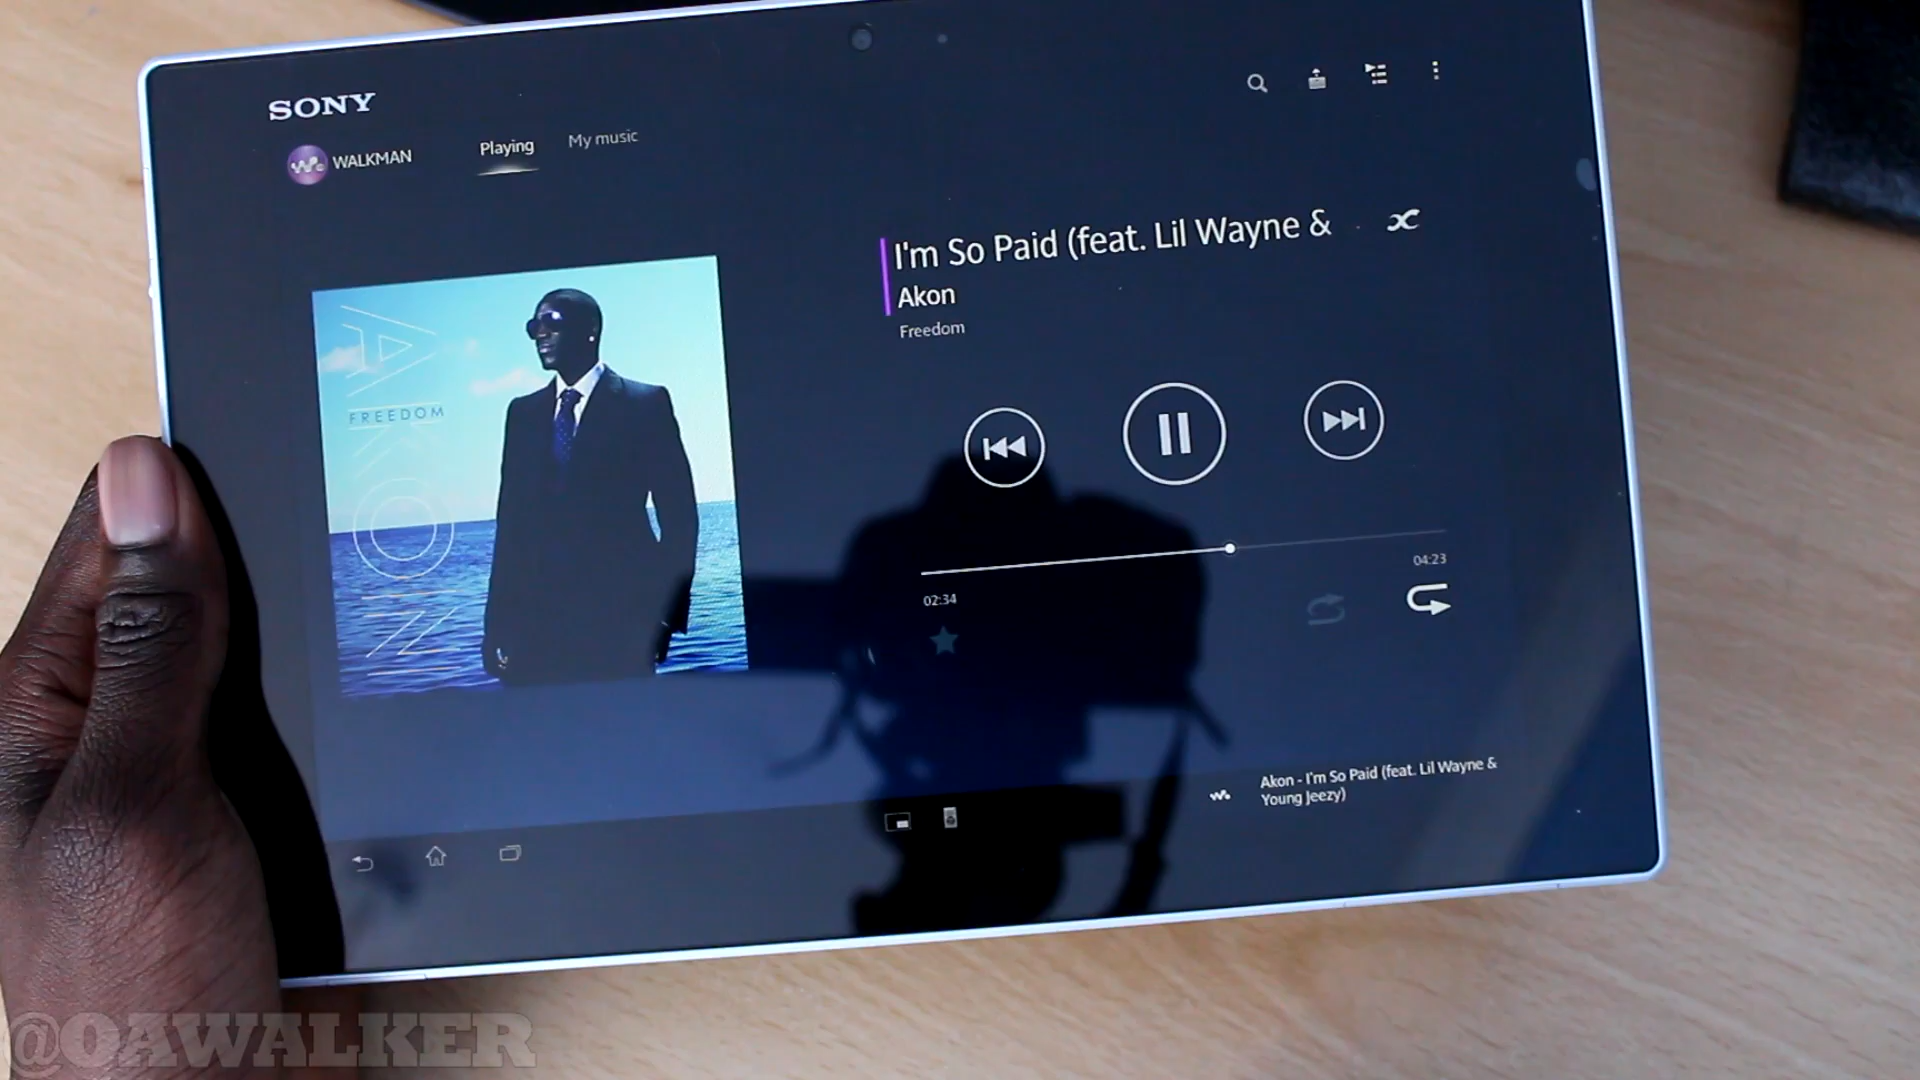 SONY
WALKMAN
Playing
My music
I'm So Paid (feat. Lil Wayne &
Akon
Freedom
AKON
FREEDOM
02:34
04:23
Akon - I'm So Paid (feat. Lil Wayne &
Young Jeezy)
@OAWALKER